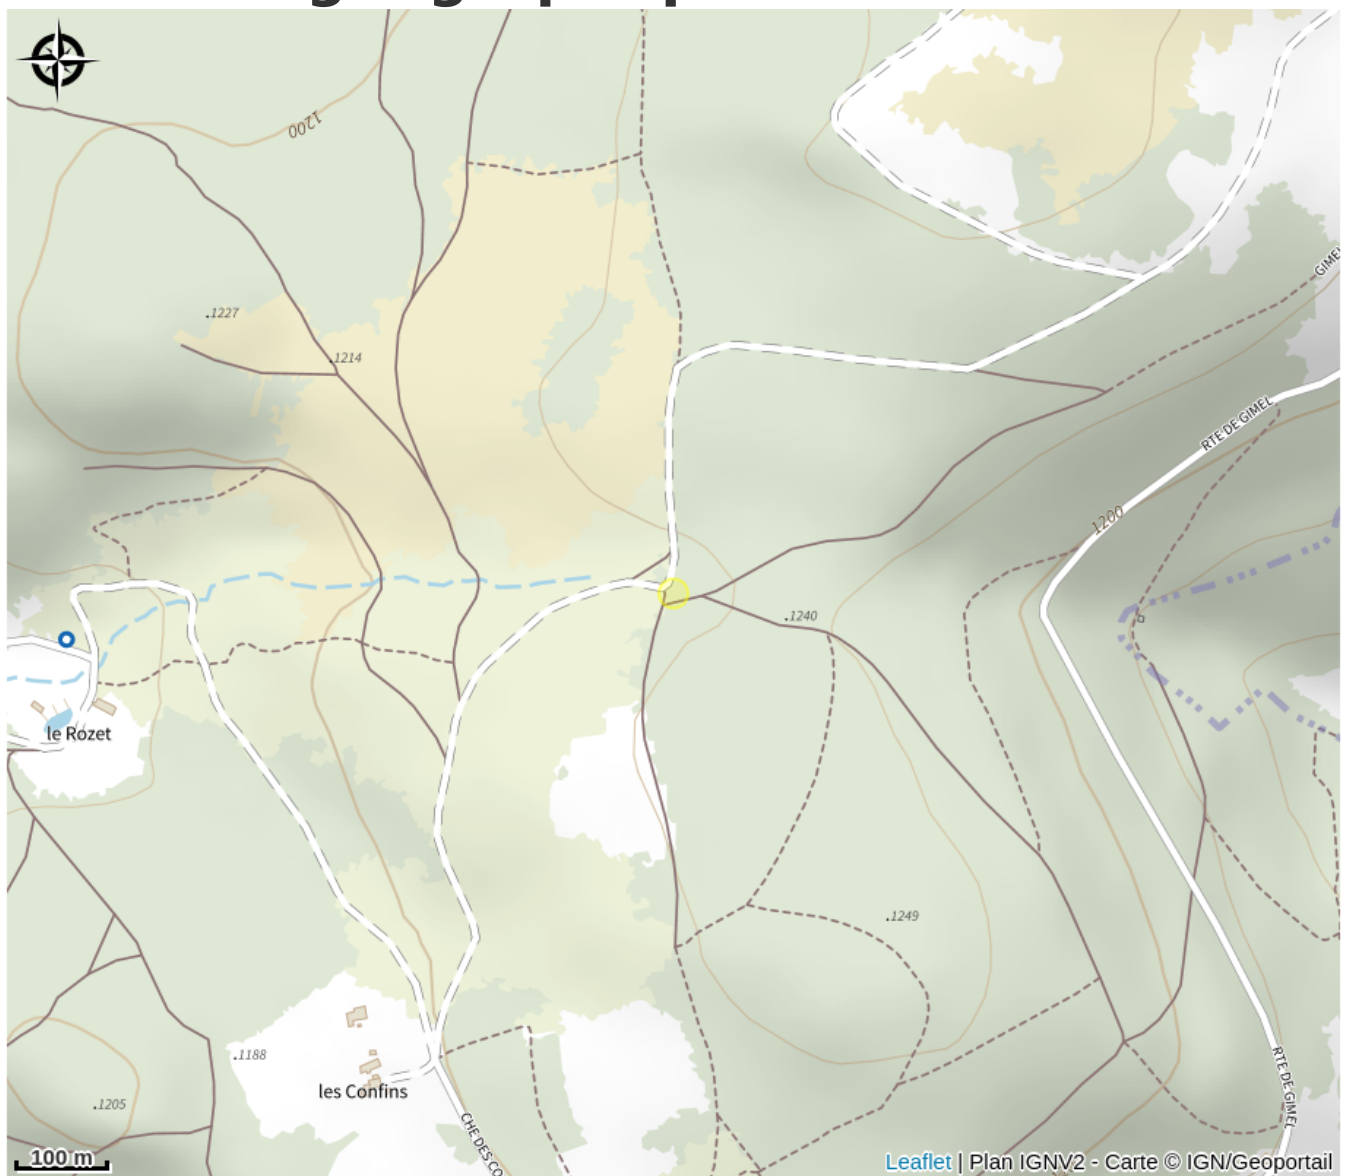 1200
.1227
.1214
GIMEL
RTE DE GIMEL
1200
.1240
le Rozet
.1249
.1188
les Confins
.1205
CHE DES CO
RTE DE GIMEL
100 m
Leaflet | Plan IGNV2 - Carte © IGN/Geoportail